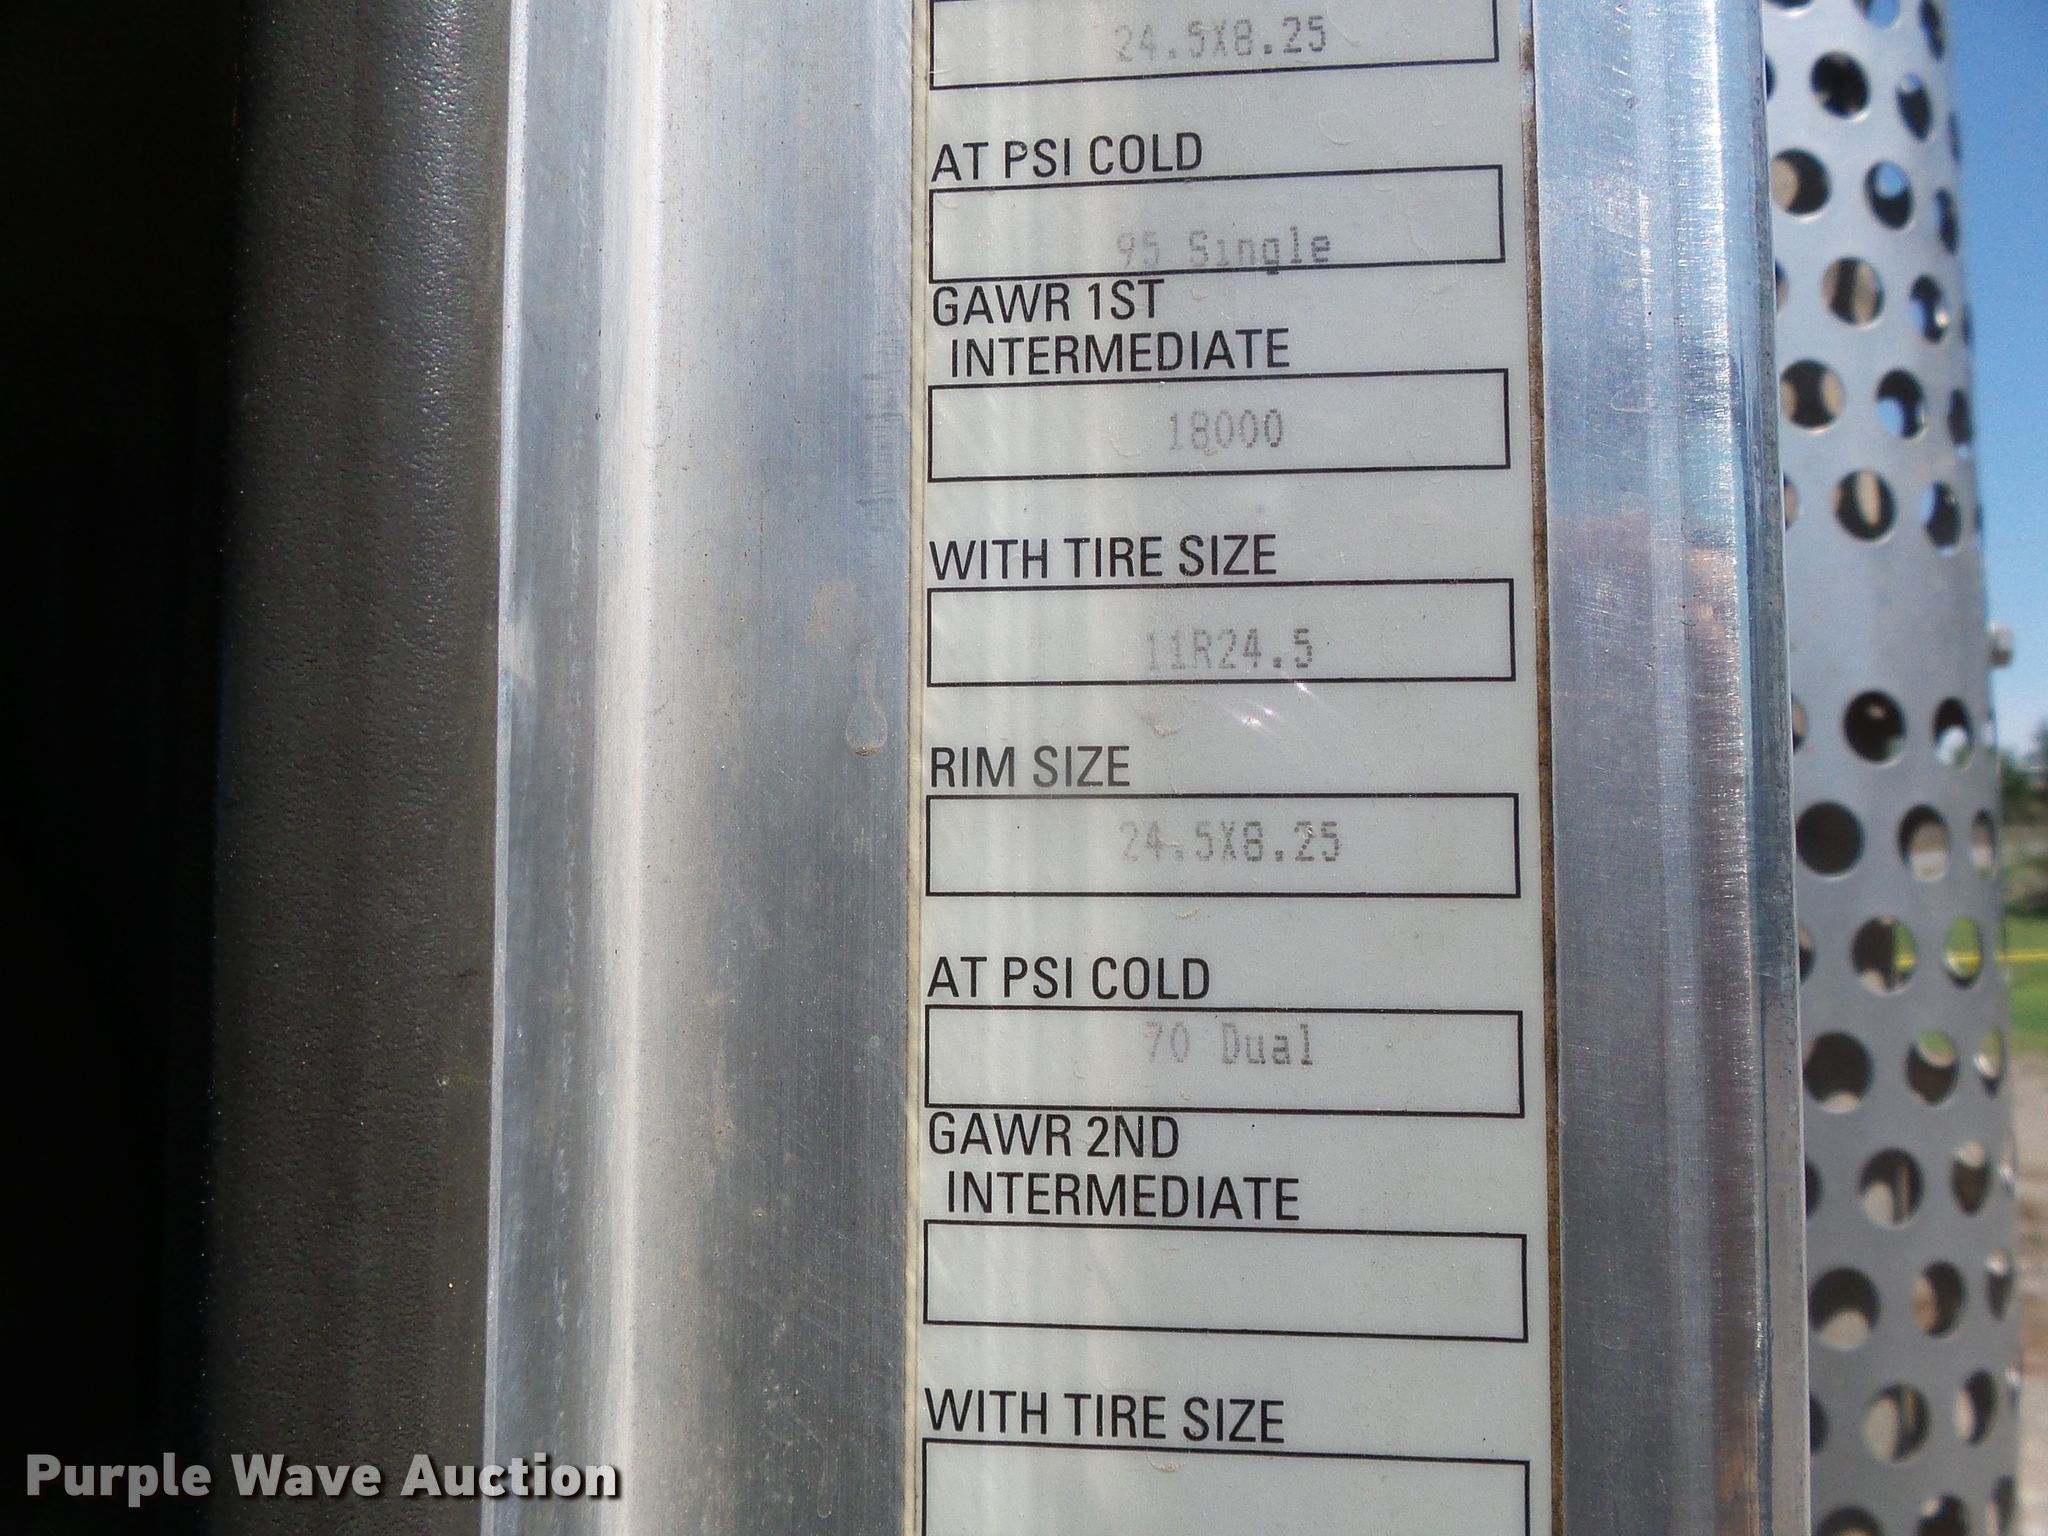 24.5X8.25
AT PSI COLD
95 Single
GAWR 1ST
INTERMEDIATE
18000
WITH TIRE SIZE
11R24.5
RIM SIZE
24.5X8.25
AT PSI COLD
70 Dual
GAWR 2ND
INTERMEDIATE
WITH TIRE SIZE
Purple Wave Auction